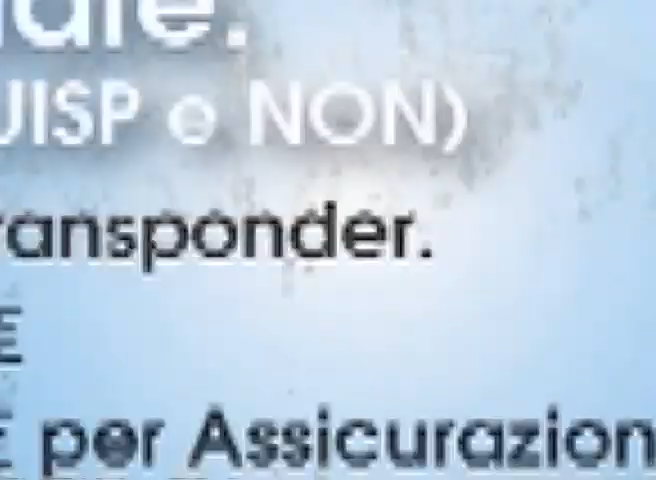 UISP e NON)
ransponder.
E
€ per Assicurazion